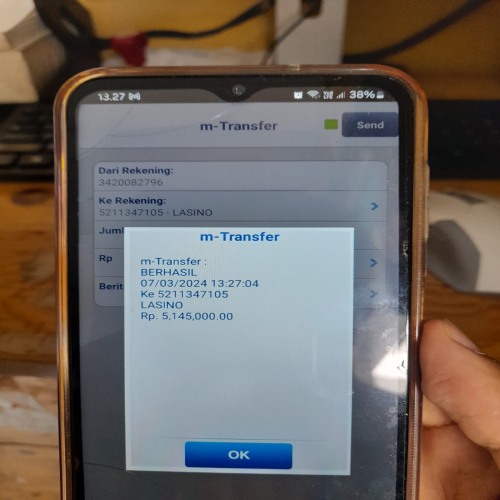 13.27
38%
m-Transfer
Send
Dari Rekening:
3420082796
Ke Rekening:
5211347105 - LASINO
Juml
Rp
Berit
m-Transfer
m-Transfer :
BERHASIL
07/03/2024 13:27:04
Ke 5211347105
LASINO
Rp. 5,145,000.00
OK